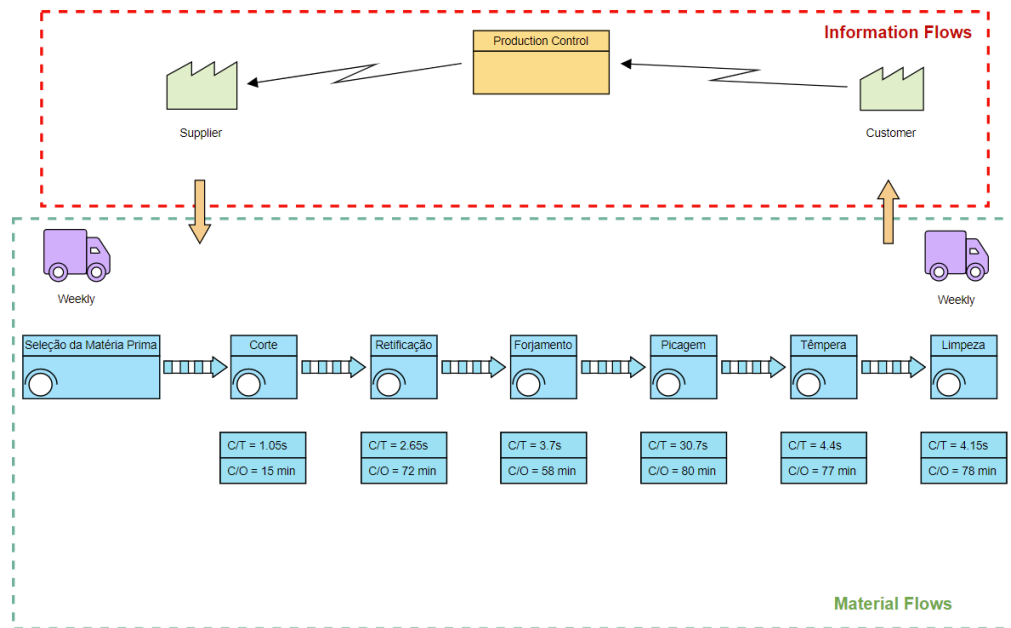 Information Flows
Production Control
Supplier
Customer
Weekly
Weekly
Seleção da Matéria Prima
Corte
Retificação
Forjamento
Picagem
Têmpera
Limpeza
C/T = 1.05s
C/O = 15 min
C/T = 2.65s
C/O = 72 min
C/T = 3.7s
C/O = 58 min
C/T = 30.7s
C/O = 80 min
C/T = 4.4s
C/O = 77 min
C/T = 4.15s
C/O = 78 min
Material Flows